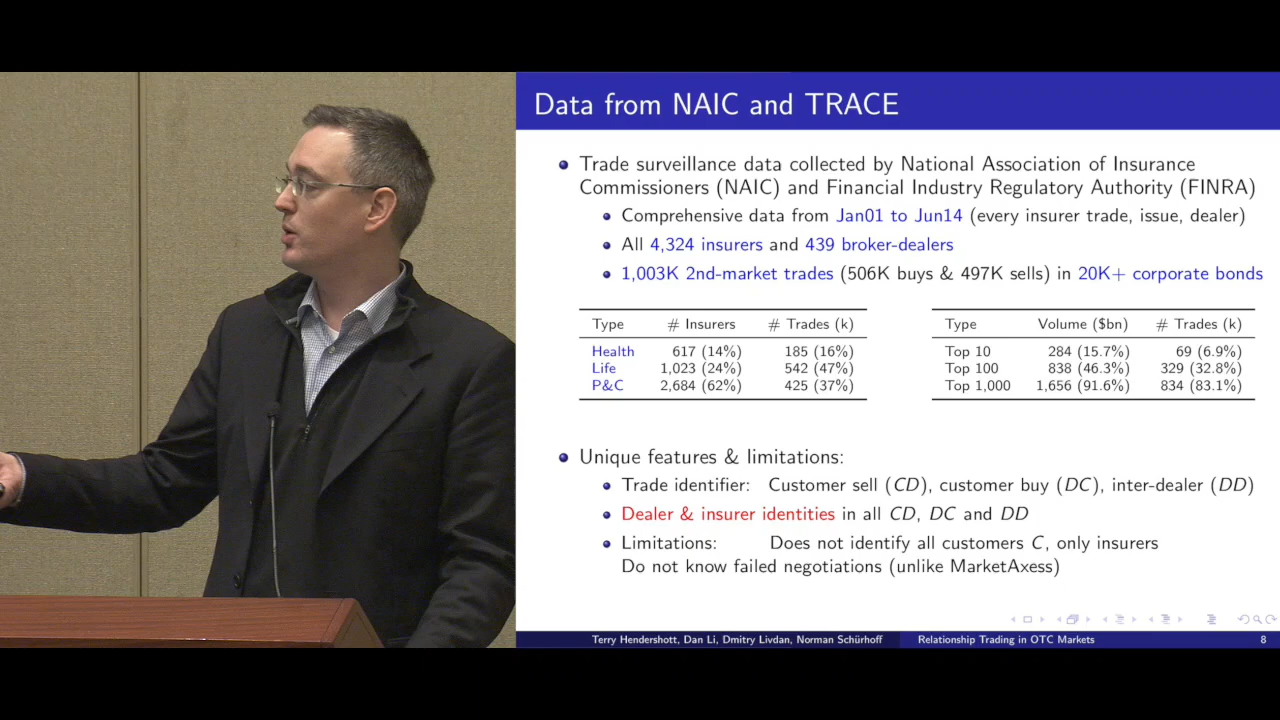 Data from NAIC and TRACE
Trade surveillance data collected by National Association of Insurance
Commissioners (NAIC) and Financial Industry Regulatory Authority (FINRA)
Comprehensive data from Jan01 to Jun14 (every insurer trade, issue, dealer)
All 4,324 insurers and 439 broker-dealers
1,003K 2nd-market trades (506K buys & 497K sells) in 20K+ corporate bonds
Type # Insurers # Trades (k)
Health 617 (14%) 185 (16%)
Life 1,023 (24%) 542 (47%)
P&C 2,684 (62%) 425 (37%)
Type Volume ($bn) # Trades (k)
Top 10 284 (15.7%) 69 (6.9%)
Top 100 838 (46.3%) 329 (32.8%)
Top 1,000 1,656 (91.6%) 834 (83.1%)
Unique features & limitations:
Trade identifier: Customer sell (CD), customer buy (DC), inter-dealer (DD)
Dealer & insurer identities in all CD, DC and DD
Limitations: Does not identify all customers C, only insurers
Do not know failed negotiations (unlike MarketAxess)
Terry Hendershott, Dan Li, Dmitry Livdan, Norman Schürhoff Relationship Trading in OTC Markets 8